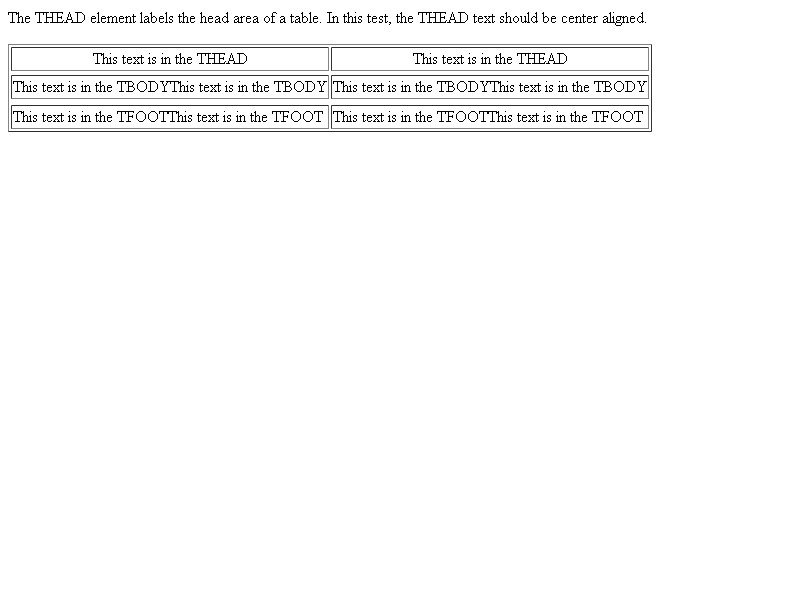 The THEAD element labels the head area of a table. In this test, the THEAD text should be center aligned.
This text is in the THEAD This text is in the THEAD
This text is in the TBODYThis text is in the TBODY This text is in the TBODYThis text is in the TBODY
This text is in the TFOOTThis text is in the TFOOT This text is in the TFOOTThis text is in the TFOOT